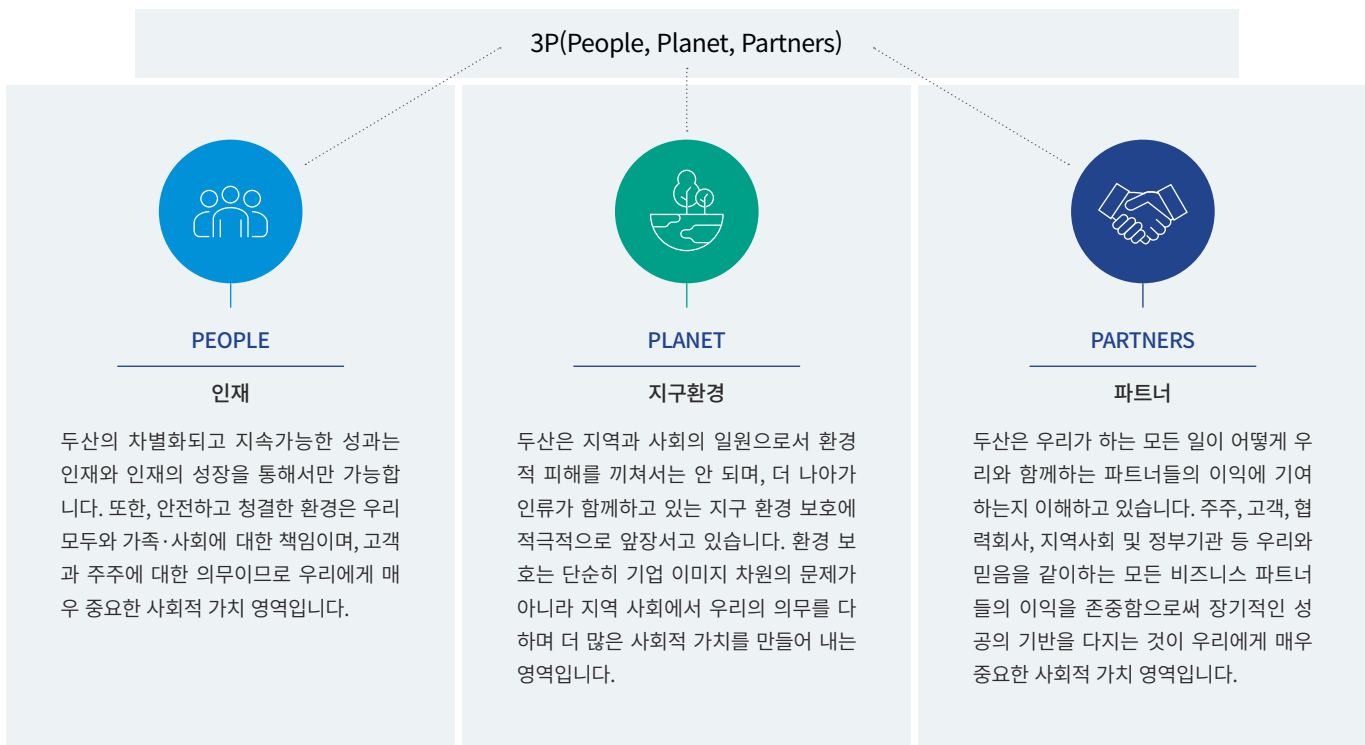 3P(People, Planet, Partners)
PEOPLE
인재
두산의 차별화되고 지속가능한 성과는
인재와 인재의 성장을 통해서만 가능합
니다. 또한, 안전하고 청결한 환경은 우리
모두와 가족·사회에 대한 책임이며, 고객
과 주주에 대한 의무이므로 우리에게 매
우 중요한 사회적 가치 영역입니다.
PLANET
지구환경
두산은 지역과 사회의 일원으로서 환경
적 피해를 끼쳐서는 안 되며, 더 나아가
인류가 함께하고 있는 지구 환경 보호에
적극적으로 앞장서고 있습니다. 환경 보
호는 단순히 기업 이미지 차원의 문제가
아니라 지역 사회에서 우리의 의무를 다
하며 더 많은 사회적 가치를 만들어 내는
영역입니다.
PARTNERS
파트너
두산은 우리가 하는 모든 일이 어떻게 우
리와 함께하는 파트너들의 이익에 기여
하는지 이해하고 있습니다. 주주, 고객, 협
력회사, 지역사회 및 정부기관 등 우리와
믿음을 같이하는 모든 비즈니스 파트너
들의 이익을 존중함으로써 장기적인 성
공의 기반을 다지는 것이 우리에게 매우
중요한 사회적 가치 영역입니다.